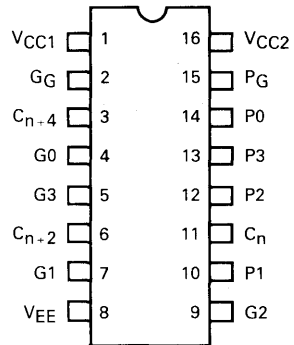 VCC1 1 16 VCC2
GG 2 15 PG
Cn+4 3 14 P0
G0 4 13 P3
G3 5 12 P2
Cn+2 6 11 Cn
G1 7 10 P1
VEE 8 9 G2